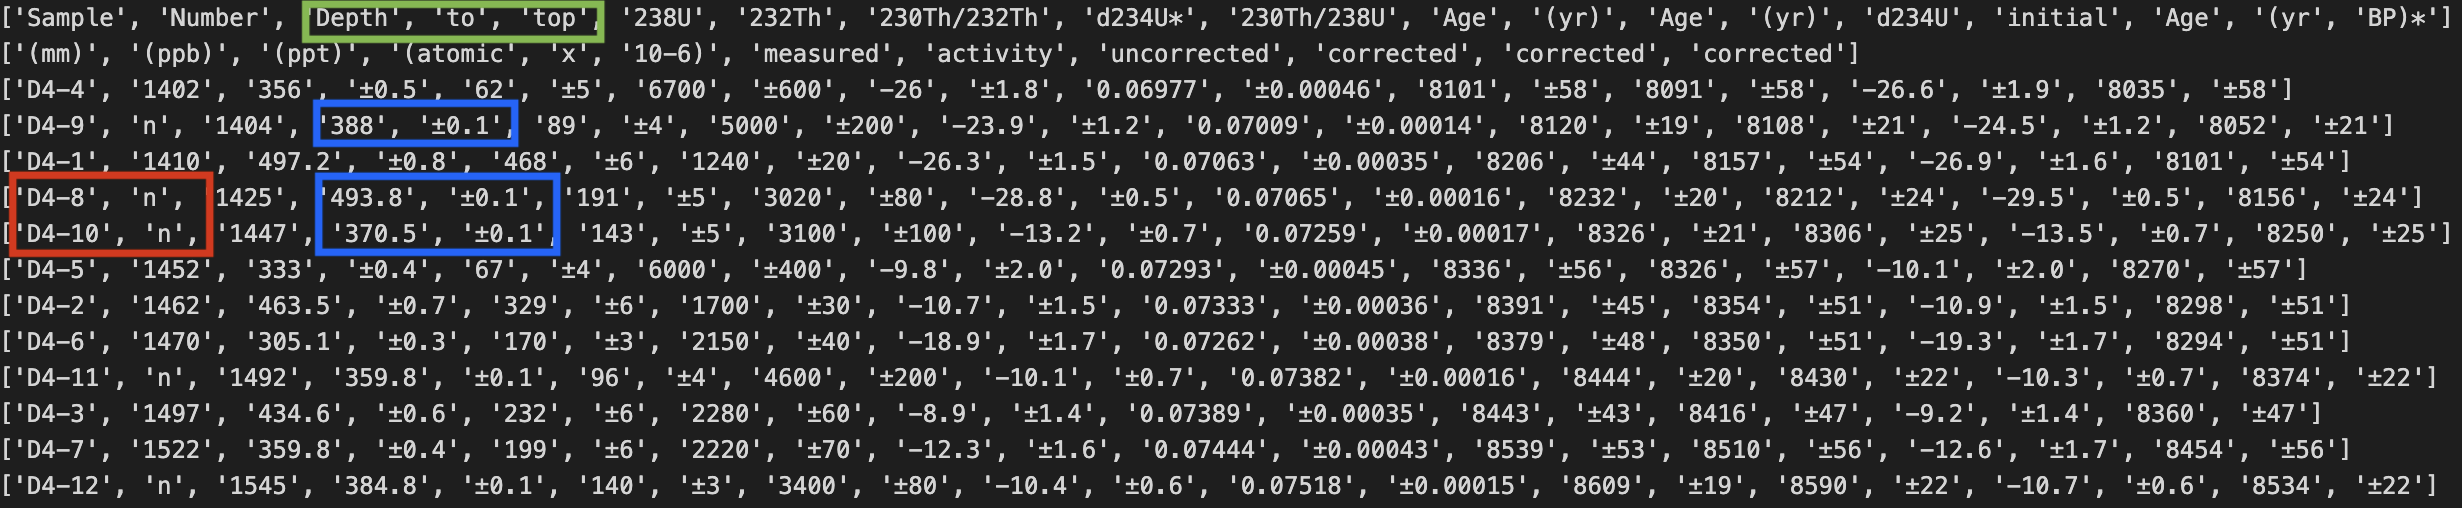 ['Sample', 'Number', 'Depth', 'to', 'top', '238U', '232Th', '230Th/232Th', 'd234U*', '230Th/238U', 'Age', '(yr)', 'Age', '(yr)', 'd234U', 'initial', 'Age', '(yr', 'BP)*']
['(mm)', '(ppb)', '(ppt)', '(atomic', 'x', '10-6)', 'measured', 'activity', 'uncorrected', 'corrected', 'corrected', 'corrected']
['D4-4', '1402', '356', '±0.5', '62', '±5', '6700', '±600', '-26', '±1.8', '0.06977', '±0.00046', '8101', '±58', '8091', '±58', '-26.6', '±1.9', '8035', '±58']
['D4-9', 'n', '1404', '388', '±0.1', '89', '±4', '5000', '±200', '-23.9', '±1.2', '0.07009', '±0.00014', '8120', '±19', '8108', '±21', '-24.5', '±1.2', '8052', '±21']
['D4-1', '1410', '497.2', '±0.8', '468', '±6', '1240', '±20', '-26.3', '±1.5', '0.07063', '±0.00035', '8206', '±44', '8157', '±54', '-26.9', '±1.6', '8101', '±54']
['D4-8', 'n', '1425', '493.8', '±0.1', '191', '±5', '3020', '±80', '-28.8', '±0.5', '0.07065', '±0.00016', '8232', '±20', '8212', '±24', '-29.5', '±0.5', '8156', '±24']
['D4-10', 'n', '1447', '370.5', '±0.1', '143', '±5', '3100', '±100', '-13.2', '±0.7', '0.07259', '±0.00017', '8326', '±21', '8306', '±25', '-13.5', '±0.7', '8250', '±25']
['D4-5', '1452', '333', '±0.4', '67', '±4', '6000', '±400', '-9.8', '±2.0', '0.07293', '±0.00045', '8336', '±56', '8326', '±57', '-10.1', '±2.0', '8270', '±57']
['D4-2', '1462', '463.5', '±0.7', '329', '±6', '1700', '±30', '-10.7', '±1.5', '0.07333', '±0.00036', '8391', '±45', '8354', '±51', '-10.9', '±1.5', '8298', '±51']
['D4-6', '1470', '305.1', '±0.3', '170', '±3', '2150', '±40', '-18.9', '±1.7', '0.07262', '±0.00038', '8379', '±48', '8350', '±51', '-19.3', '±1.7', '8294', '±51']
['D4-11', 'n', '1492', '359.8', '±0.1', '96', '±4', '4600', '±200', '-10.1', '±0.7', '0.07382', '±0.00016', '8444', '±20', '8430', '±22', '-10.3', '±0.7', '8374', '±22']
['D4-3', '1497', '434.6', '±0.6', '232', '±6', '2280', '±60', '-8.9', '±1.4', '0.07389', '±0.00035', '8443', '±43', '8416', '±47', '-9.2', '±1.4', '8360', '±47']
['D4-7', '1522', '359.8', '±0.4', '199', '±6', '2220', '±70', '-12.3', '±1.6', '0.07444', '±0.00043', '8539', '±53', '8510', '±56', '-12.6', '±1.7', '8454', '±56']
['D4-12', 'n', '1545', '384.8', '±0.1', '140', '±3', '3400', '±80', '-10.4', '±0.6', '0.07518', '±0.00015', '8609', '±19', '8590', '±22', '-10.7', '±0.6', '8534', '±22']